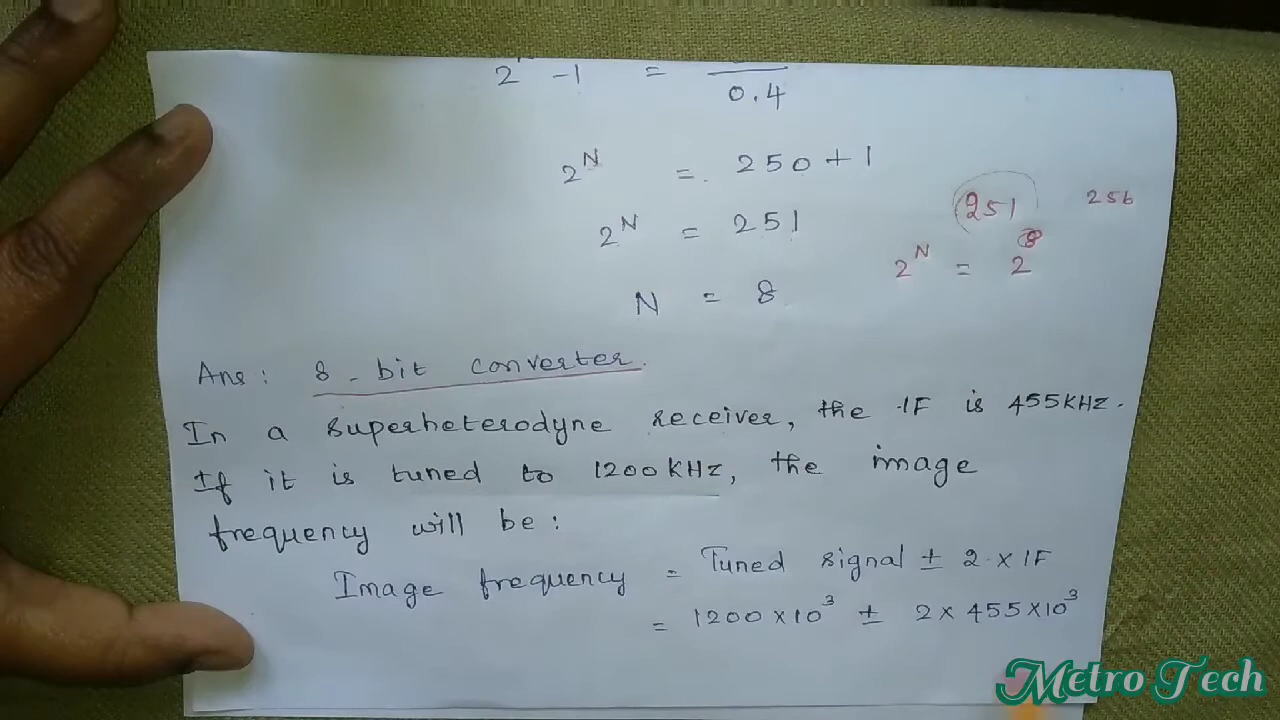 2 -1 = 0.4
2^N = 250 + 1
2^N = 251
251 256
2^N = 2^8
N = 8
Ans: 8-bit converter.
In a superheterodyne receiver, the IF is 455KHZ.
If it is tuned to 1200KHZ, the image
frequency will be:
Image frequency = Tuned signal ± 2 × IF
= 1200 × 10^3 ± 2 × 455 × 10^3
Metro Tech